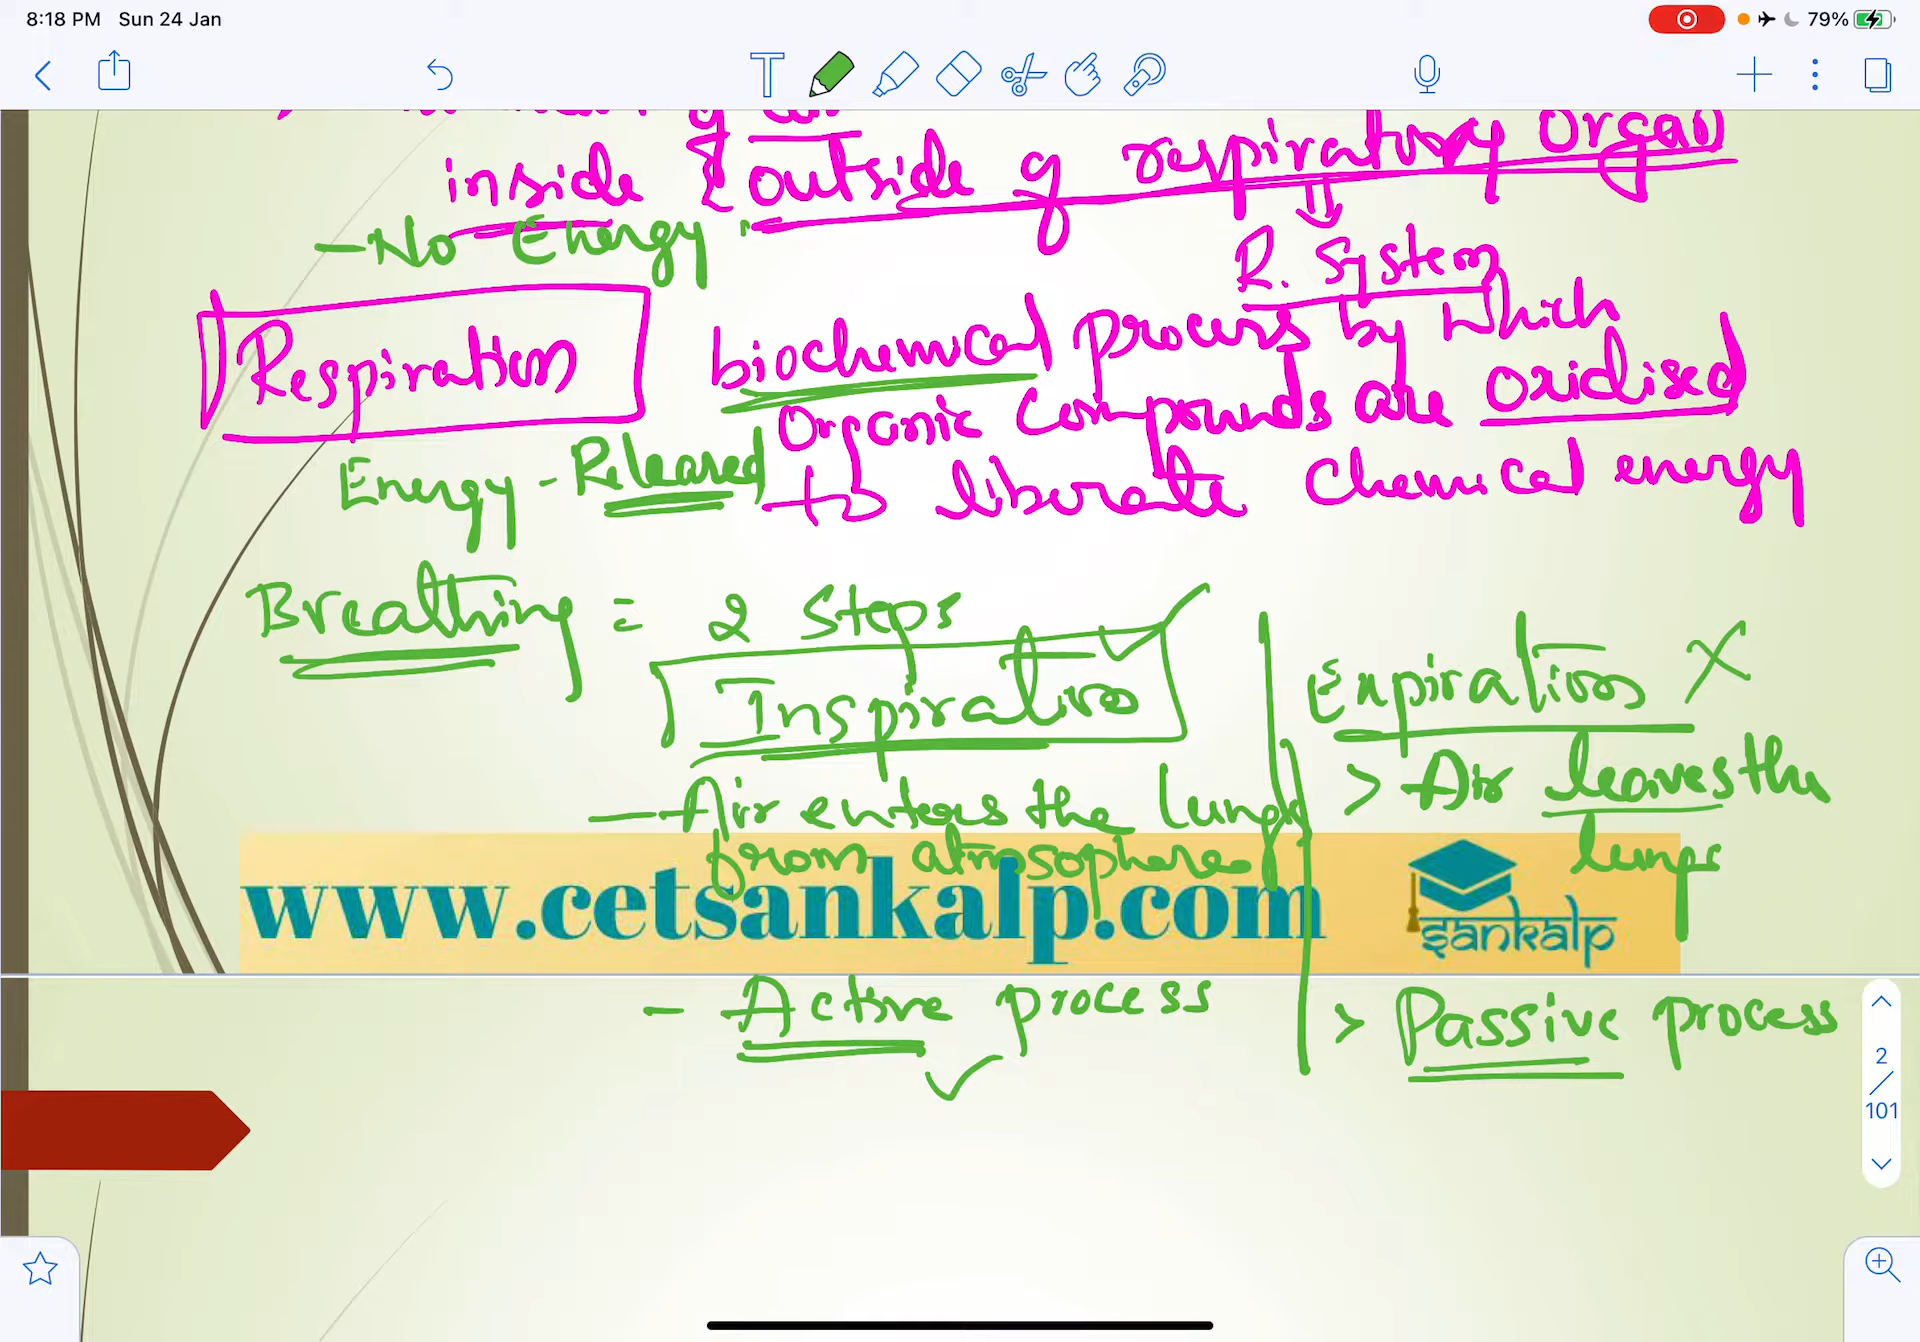 8:18 PM Sun 24 Jan
79%
inside & outside of respiratory Organ
- No Energy
R. System
Respiration
biochemical process by which
Organic Compounds are oxidised
to liberate Chemical energy
Energy - Released
Breathing = 2 Steps
Inspiration
- Air enters the lungs
from atmosphere
- Active process
Expiration X
> Air leaves the
lungs
> Passive process
www.cetsankalp.com
sankalp
2
/
101